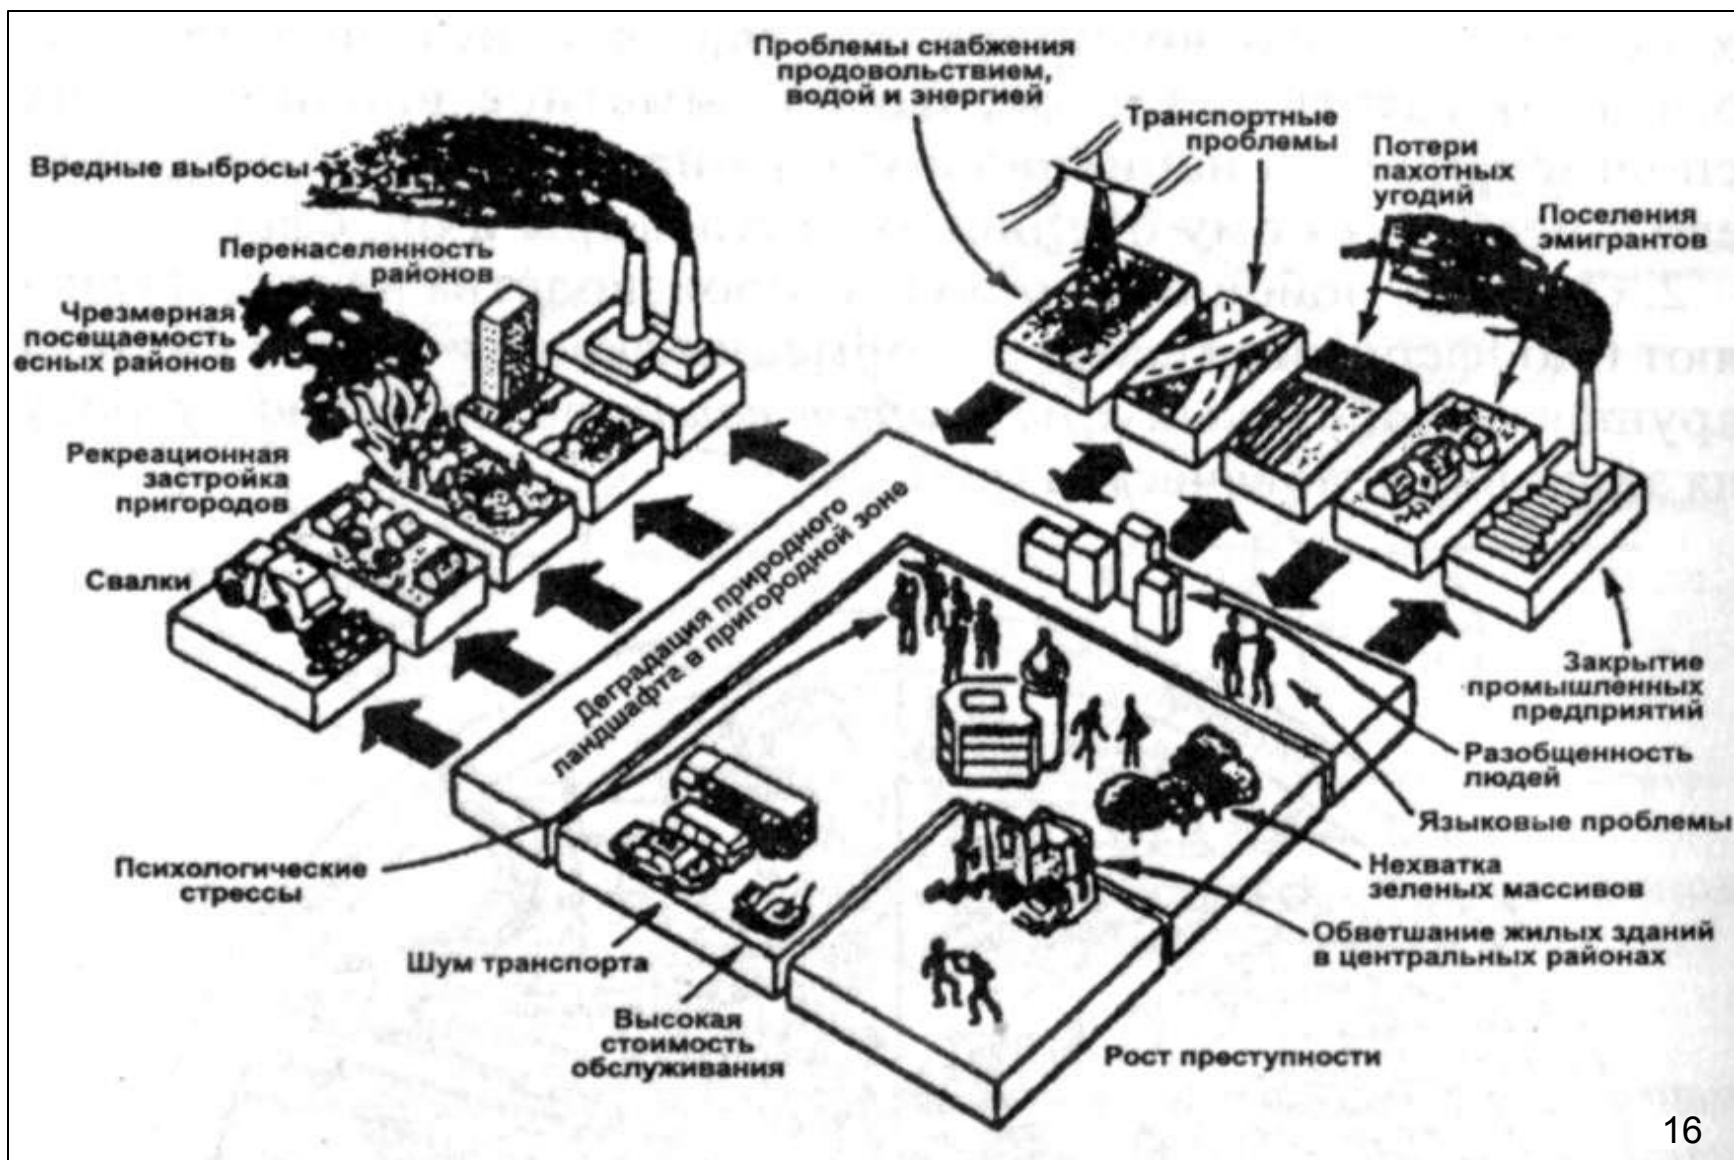 Проблемы снабжения
продовольствием,
водой и энергией
Транспортные
проблемы
Потери
пахотных
угодий
Поселения
эмигрантов
Вредные выбросы
Перенаселенность
районов
Чрезмерная
посещаемость
есных районов
Рекреационная
застройка
пригородов
Свалки
Деградация природного
ландшафта в пригородной зоне
Закрытие
промышленных
предприятий
Разобщенность
людей
Языковые проблемы
Нехватка
зеленых массивов
Обветшание жилых зданий
в центральных районах
Психологические
стрессы
Шум транспорта
Высокая
стоимость
обслуживания
Рост преступности
16